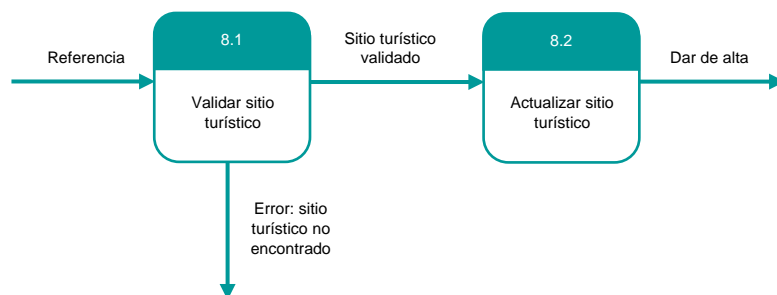 Referencia
8.1
Validar sitio
turístico
Sitio turístico
validado
8.2
Actualizar sitio
turístico
Dar de alta
Error: sitio
turístico no
encontrado